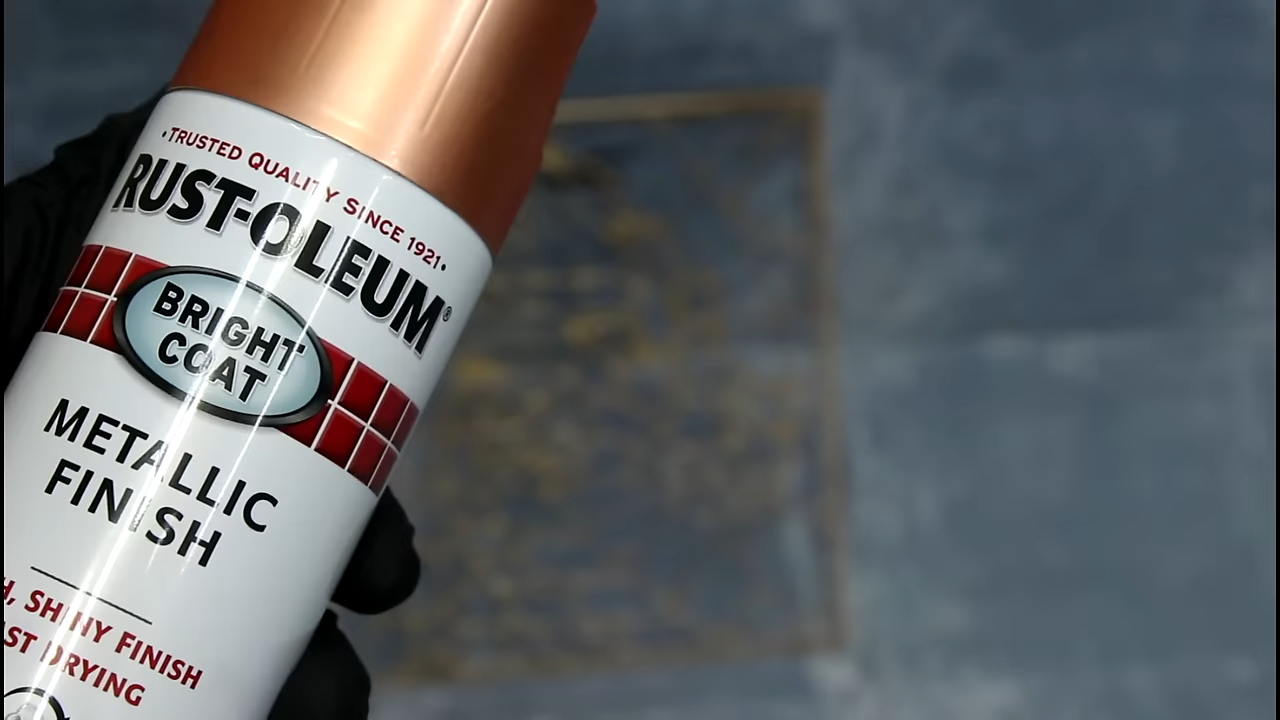 •TRUSTED QUALITY SINCE 1921•
RUST-OLEUM®
BRIGHT
COAT
METALLIC
FINISH
SHINY FINISH
DRYING